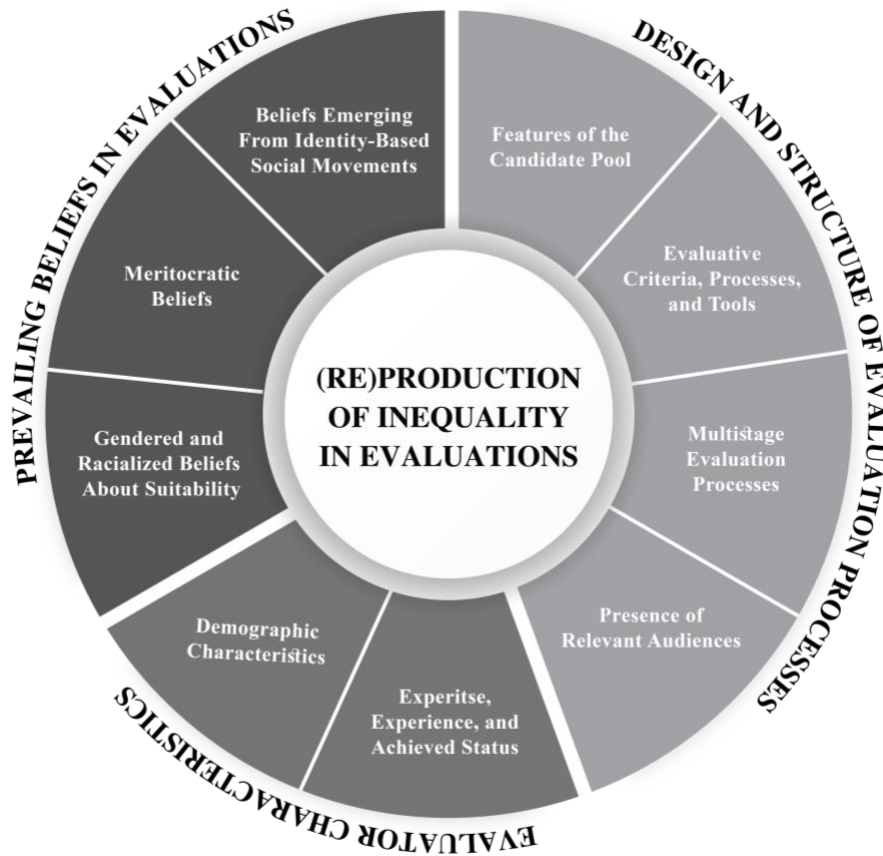 PREVAILING BELIEFS IN EVALUATIONS
Beliefs Emerging
From Identity-Based
Social Movements
Meritocratic
Beliefs
Gendered and
Racialized Beliefs
About Suitability
DESIGN AND STRUCTURE OF EVALUATION PROCESSES
Features of the
Candidate Pool
Evaluative
Criteria, Processes,
and Tools
Multistage
Evaluation
Processes
Presence of
Relevant Audiences
EVALUATOR CHARACTERISTICS
Demographic
Characteristics
Experitse,
Experience, and
Achieved Status
(RE)PRODUCTION
OF INEQUALITY
IN EVALUATIONS